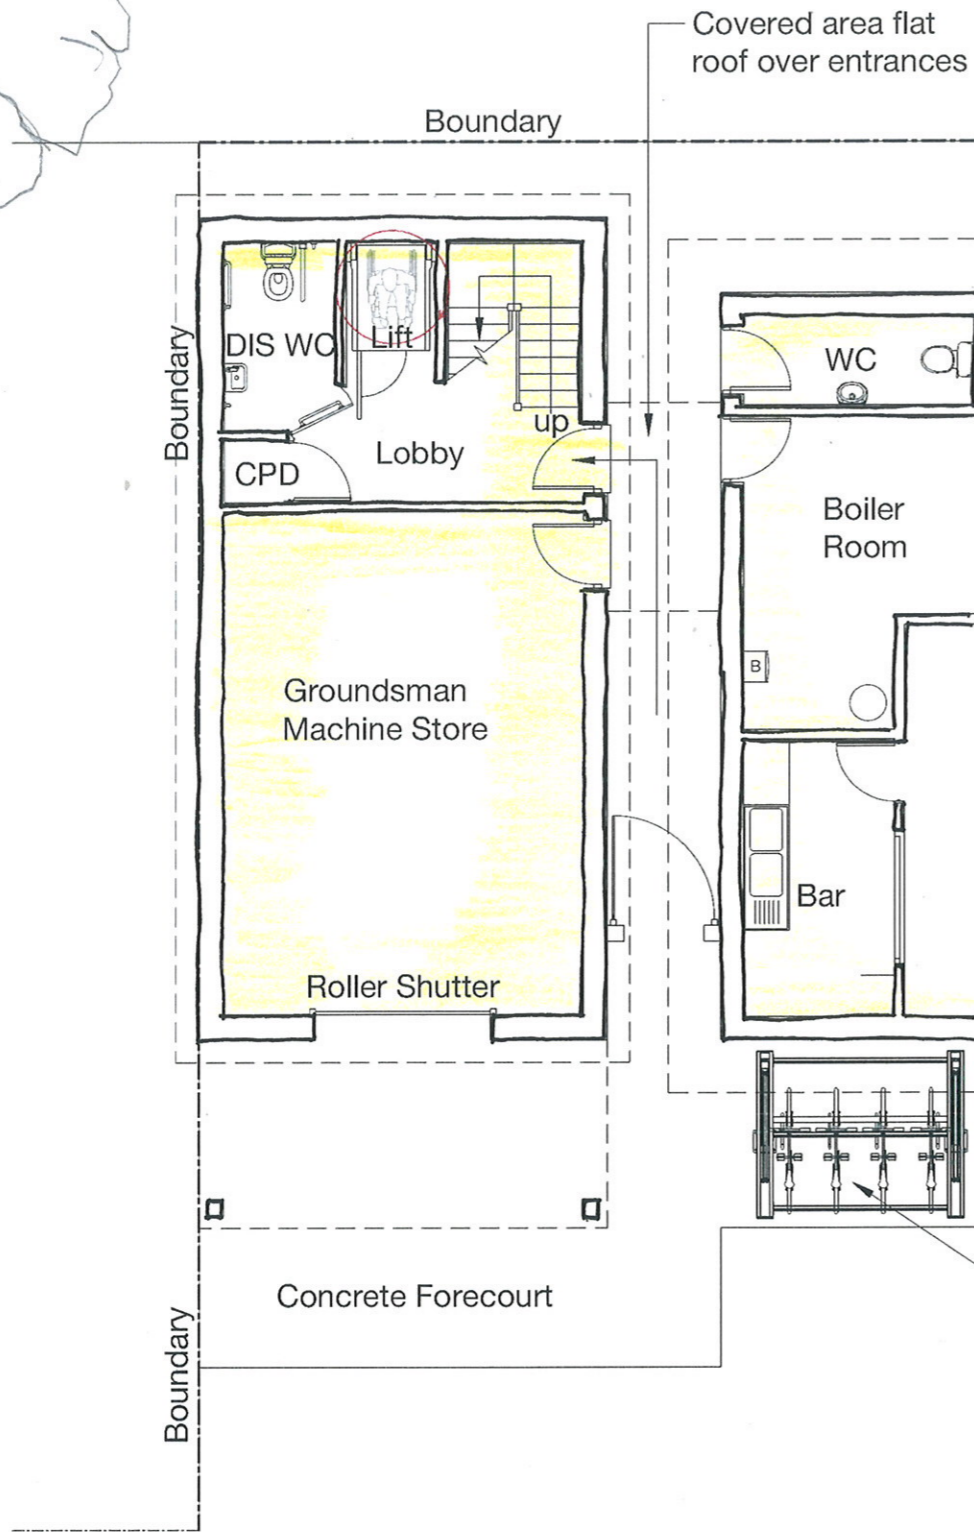 Covered area flat
roof over entrances
Boundary
Boundary
DIS WC
Lift
WC
up
Lobby
CPD
Boiler
Room
B
Groundsman
Machine Store
Bar
Roller Shutter
Concrete Forecourt
Boundary